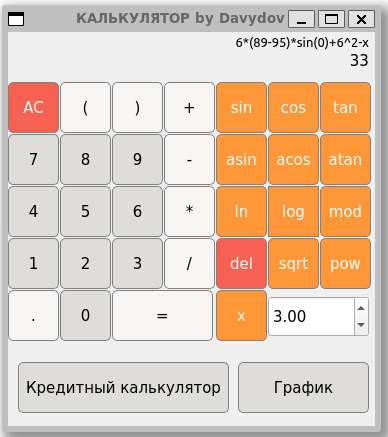 КАЛЬКУЛЯТОР by Davydov
6*(89-95)*sin(0)+6^2-x
33
AC ( ) + sin cos tan
7 8 9 - asin acos atan
4 5 6 * ln log mod
1 2 3 / del sqrt pow
. 0 = x 3.00
Кредитный калькулятор График